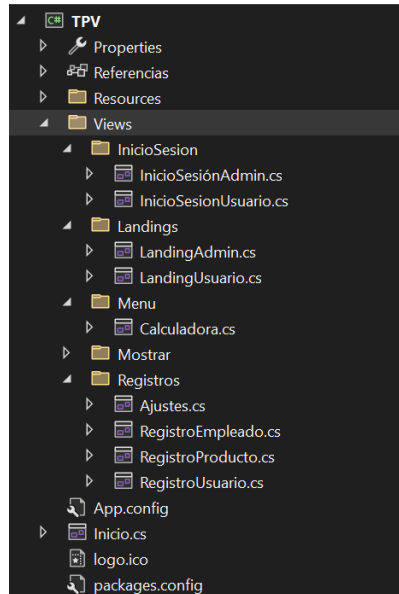 C# TPV
Properties
Referencias
Resources
Views
InicioSesion
InicioSesiónAdmin.cs
InicioSesionUsuario.cs
Landings
LandingAdmin.cs
LandingUsuario.cs
Menu
Calculadora.cs
Mostrar
Registros
Ajustes.cs
RegistroEmpleado.cs
RegistroProducto.cs
RegistroUsuario.cs
App.config
Inicio.cs
logo.ico
packages.config